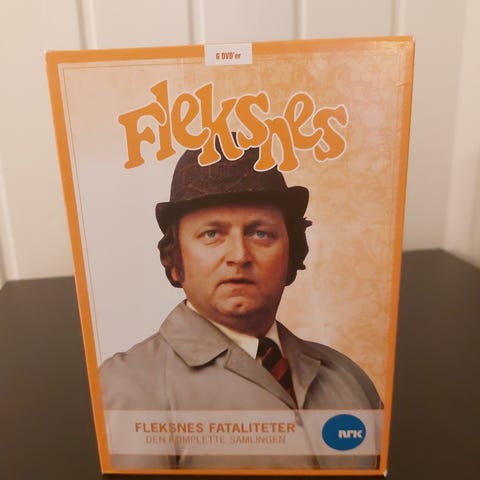 6 DVD'er
Fleksnes
FLEKSNES FATALITETER
DEN KOMPLETTE SAMLINGEN
NRK